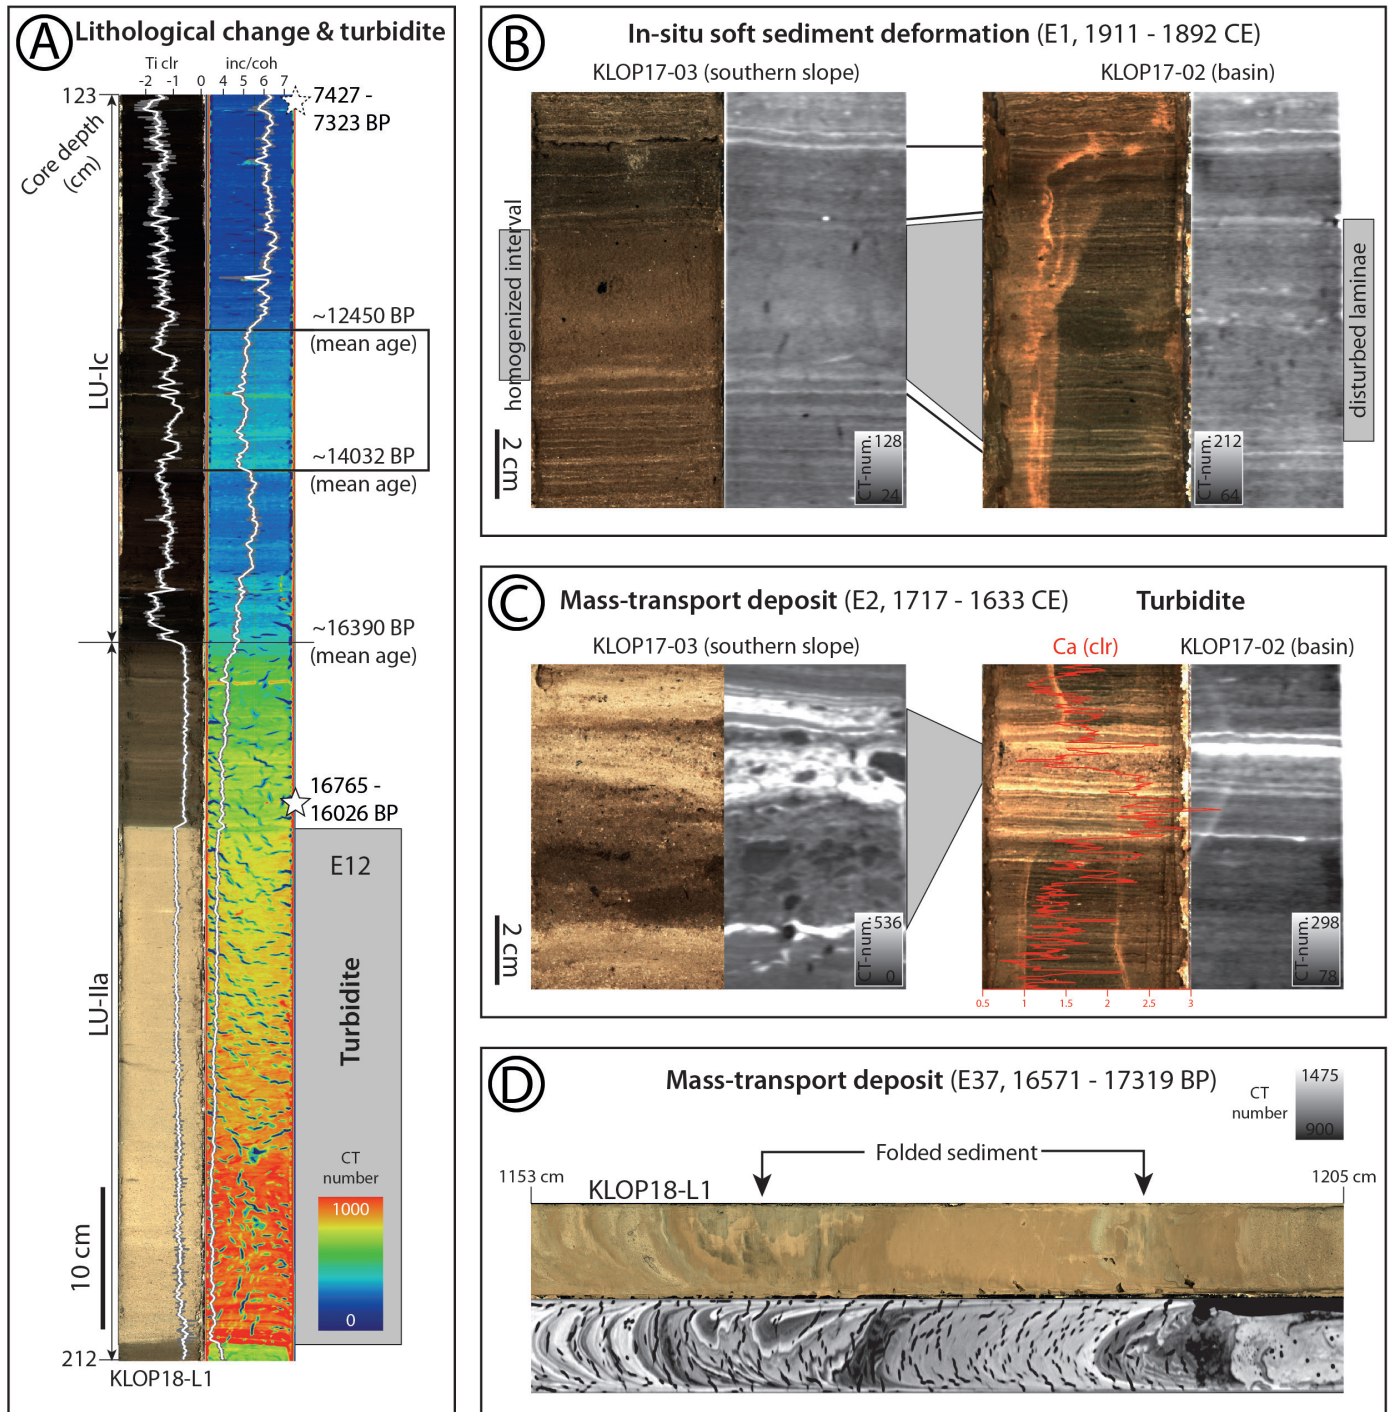 A
Lithological change & turbidite
Ti clr
inc/coh
-2 -1 0 4 5 6 7
123
7427 -
7323 BP
Core depth
(cm)
~12450 BP
(mean age)
LU-Ic
~14032 BP
(mean age)
~16390 BP
(mean age)
16765 -
16026 BP
E12
Turbidite
LU-IIa
CT
number
1000
0
10 cm
212
KLOP18-L1
B
In-situ soft sediment deformation (E1, 1911 - 1892 CE)
KLOP17-03 (southern slope)
KLOP17-02 (basin)
homogenized interval
disturbed laminae
2 cm
CT-num.
128
24
CT-num.
212
64
C
Mass-transport deposit (E2, 1717 - 1633 CE)
Turbidite
KLOP17-03 (southern slope)
Ca (clr)
KLOP17-02 (basin)
2 cm
CT-num.
536
0
CT-num.
298
78
0.5 1 1.5 2 2.5 3
D
Mass-transport deposit (E37, 16571 - 17319 BP)
CT
number
1475
900
Folded sediment
1153 cm
1205 cm
KLOP18-L1